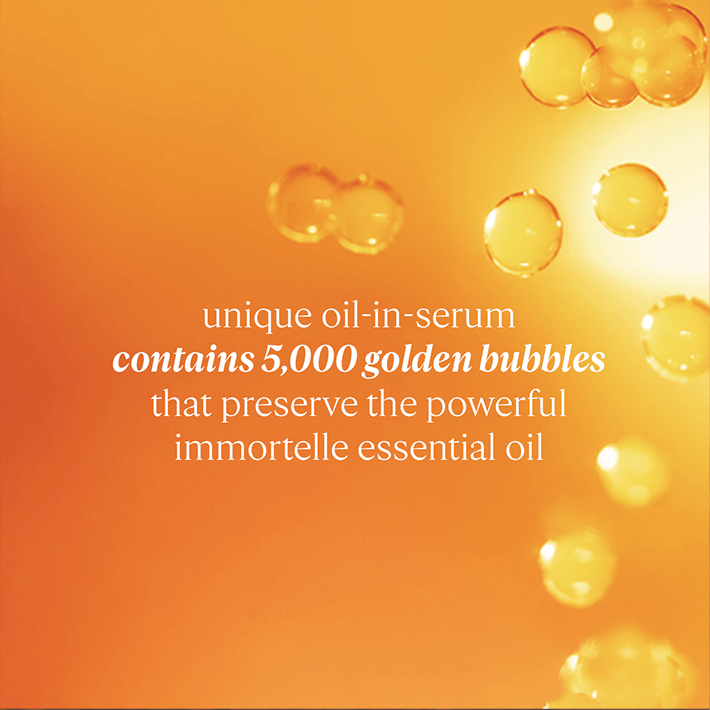 unique oil-in-serum
contains 5,000 golden bubbles
that preserve the powerful
immortelle essential oil